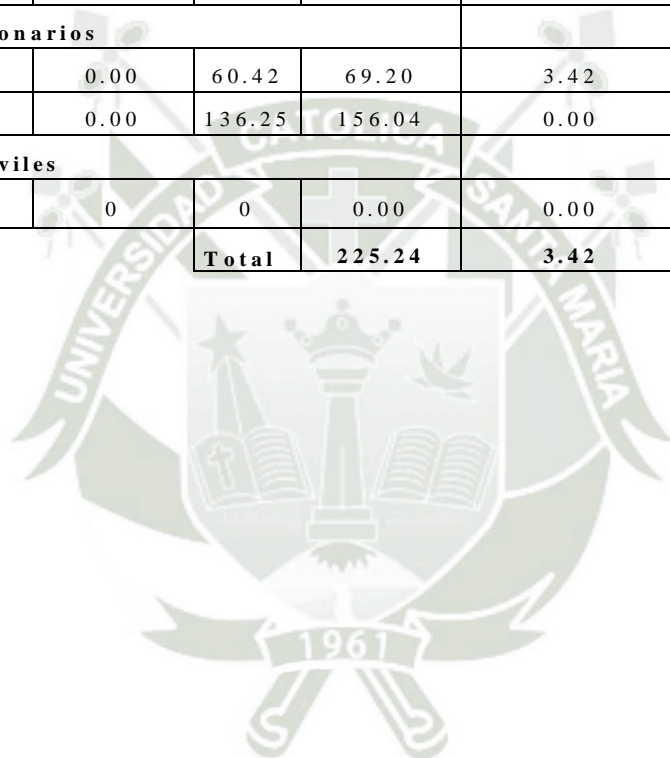 onarios
0.00 60.42 69.20 3.42
0.00 136.25 156.04 0.00
viles
0 0 0.00 0.00
Total 225.24 3.42
UNIVERSIDAD CATOLICA SANTA MARIA
1961